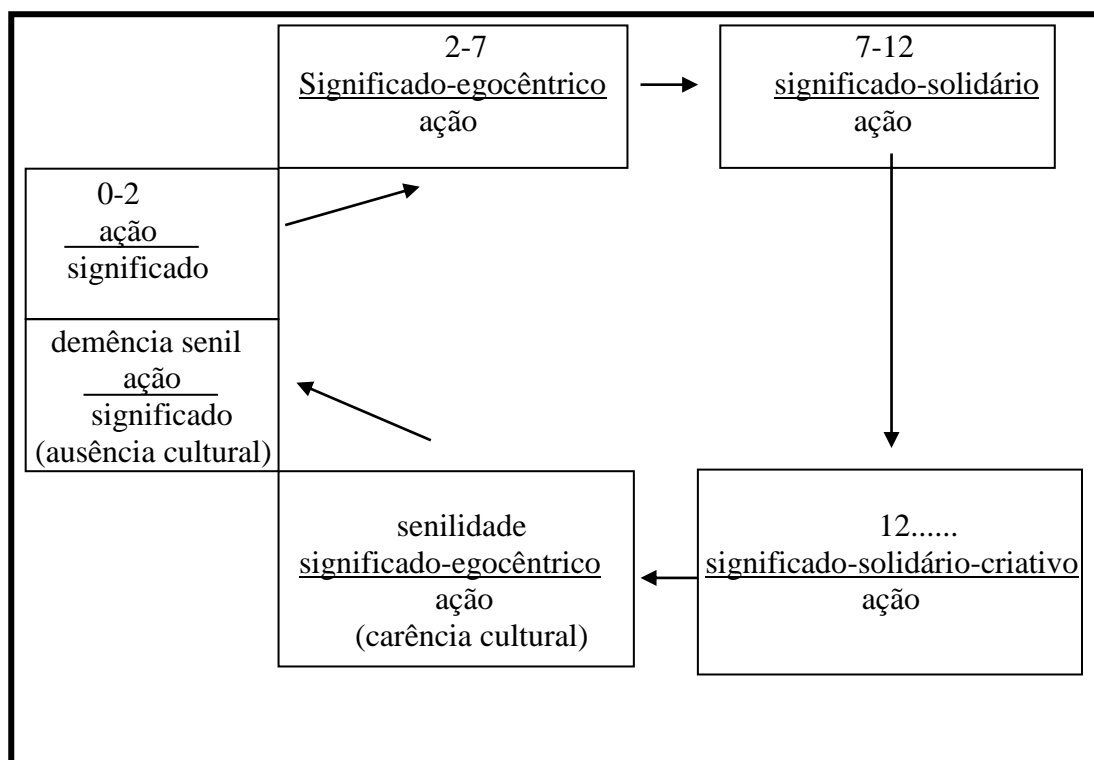 2-7
Significado-egocêntrico
ação
7-12
significado-solidário
ação
0-2
ação
significado
demência senil
ação
significado
(ausência cultural)
senilidade
significado-egocêntrico
ação
(carência cultural)
12......
significado-solidário-criativo
ação